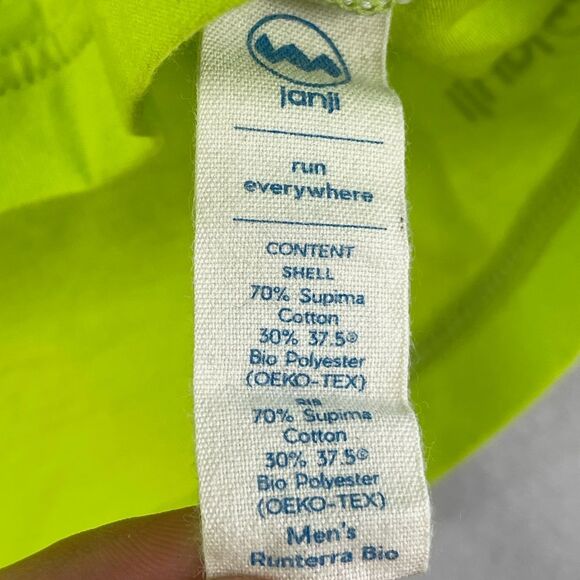 janji
run
everywhere
CONTENT
SHELL
70% Supima
Cotton
30% 37.5®
Bio Polyester
(OEKO-TEX)
70% Supima
Cotton
30% 37.5®
Bio Polyester
(OEKO-TEX)
Men's
Runterra Bio